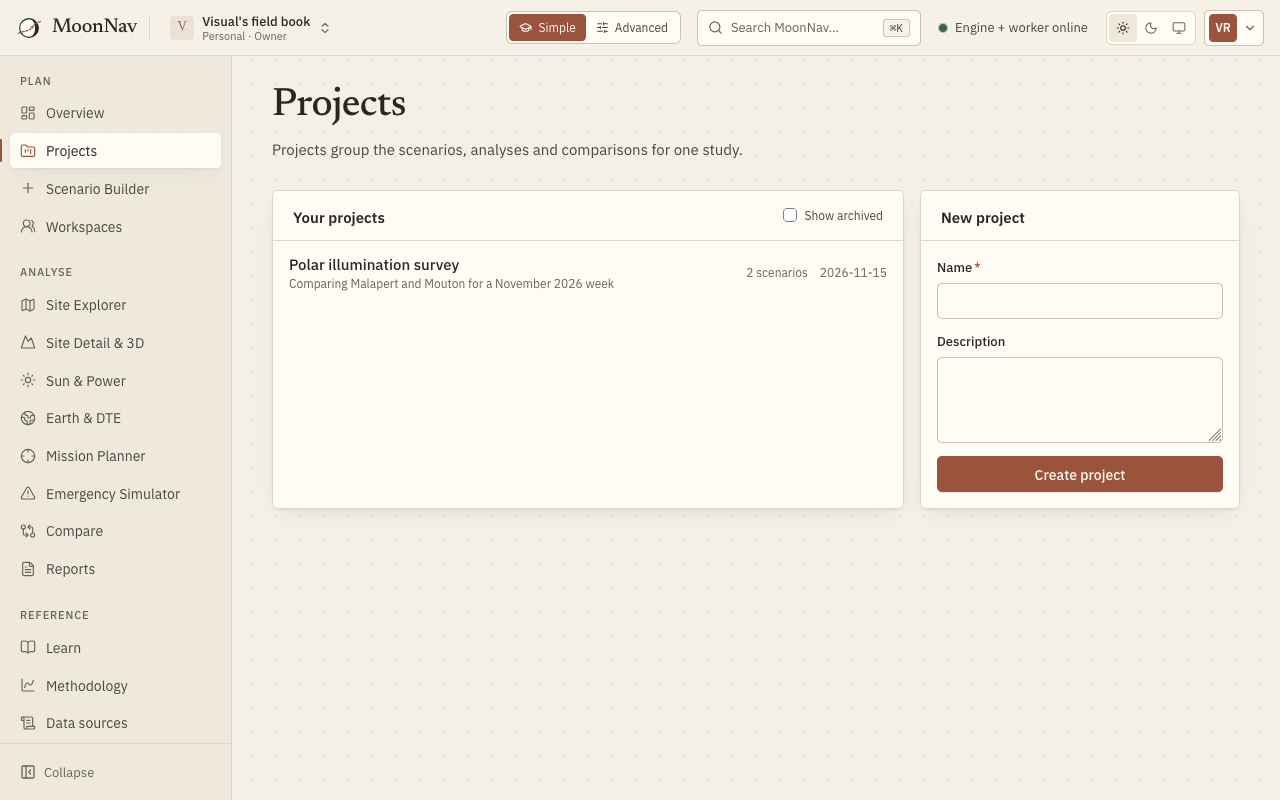 MoonNav
V
Visual's field book
Personal · Owner
Simple
Advanced
Search MoonNav...
⌘K
Engine + worker online
VR
PLAN
Overview
Projects
Scenario Builder
Workspaces
ANALYSE
Site Explorer
Site Detail & 3D
Sun & Power
Earth & DTE
Mission Planner
Emergency Simulator
Compare
Reports
REFERENCE
Learn
Methodology
Data sources
Collapse
Projects
Projects group the scenarios, analyses and comparisons for one study.
Your projects
Show archived
Polar illumination survey
Comparing Malapert and Mouton for a November 2026 week
2 scenarios 2026-11-15
New project
Name *
Description
Create project